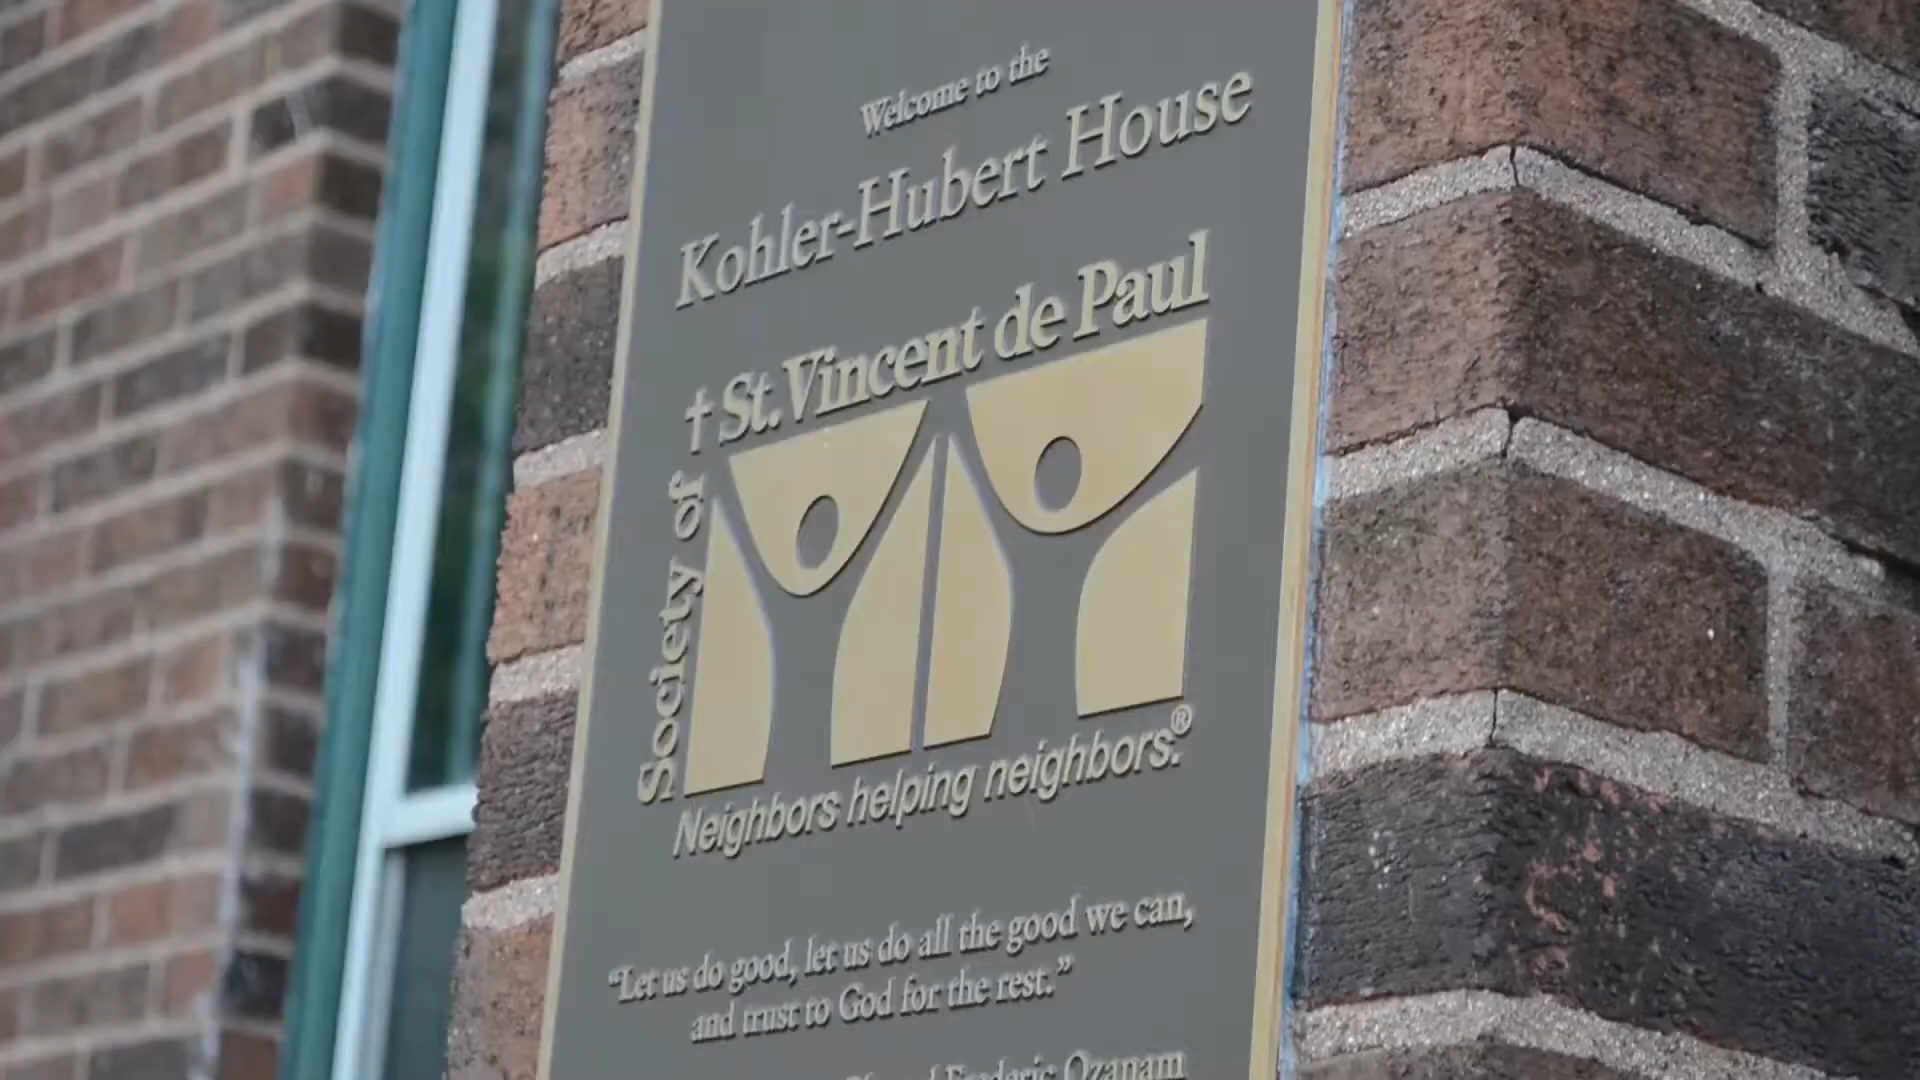 Welcome to the
Kohler-Hubert House
Society of
† St. Vincent de Paul
Neighbors helping neighbors.®
“Let us do good, let us do all the good we can,
and trust to God for the rest.”
Frederic Ozanam